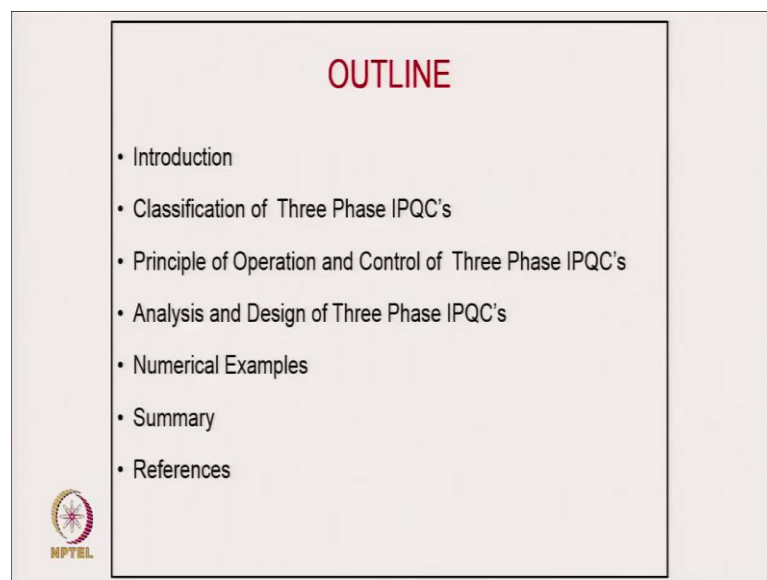 OUTLINE
• Introduction
• Classification of Three Phase IPQC's
• Principle of Operation and Control of Three Phase IPQC's
• Analysis and Design of Three Phase IPQC's
• Numerical Examples
• Summary
• References
NPTEL